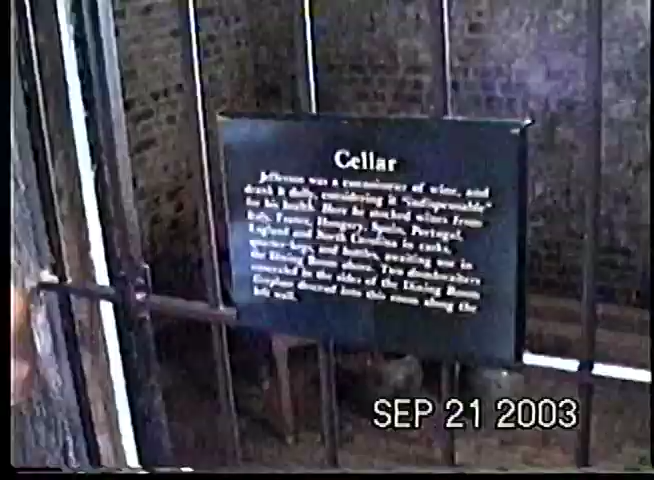 Cellar
Jefferson was a connoisseur of wine, and
drank it daily, considering it "indispensable"
for his health. Here he stocked wines from
Italy, France, Hungary, Spain, Portugal,
England and North Carolina in casks,
quarter-kegs, and bottles, awaiting use in
the Dining Room above. Two dumbwaiters
concealed in the sides of the Dining Room
fireplace descend into this room along the
left wall.
SEP 21 2003